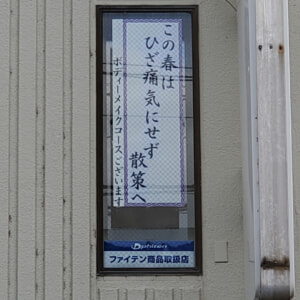 この春は
ひざ痛気にせず
散策へ
ボディーメイクコースございます
ファイテン商品取扱店